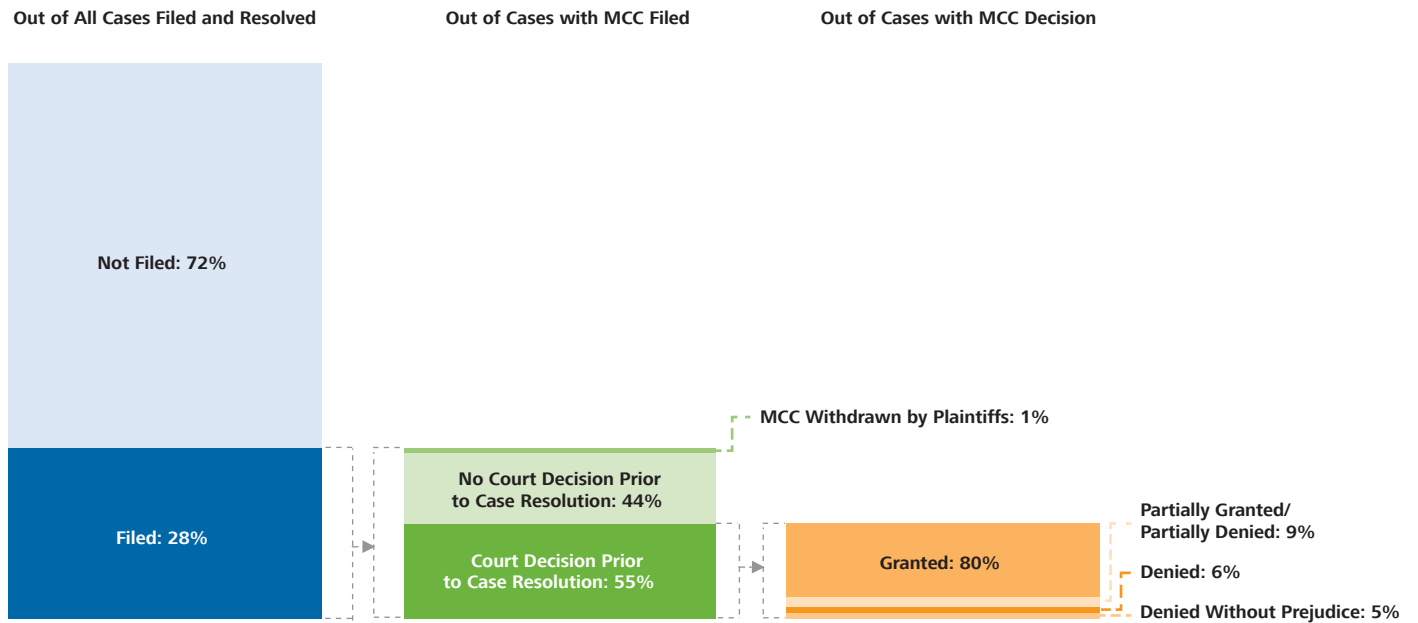 Out of All Cases Filed and Resolved
Out of Cases with MCC Filed
Out of Cases with MCC Decision
Not Filed: 72%
Filed: 28%
MCC Withdrawn by Plaintiffs: 1%
No Court Decision Prior
to Case Resolution: 44%
Court Decision Prior
to Case Resolution: 55%
Granted: 80%
Partially Granted/
Partially Denied: 9%
Denied: 6%
Denied Without Prejudice: 5%